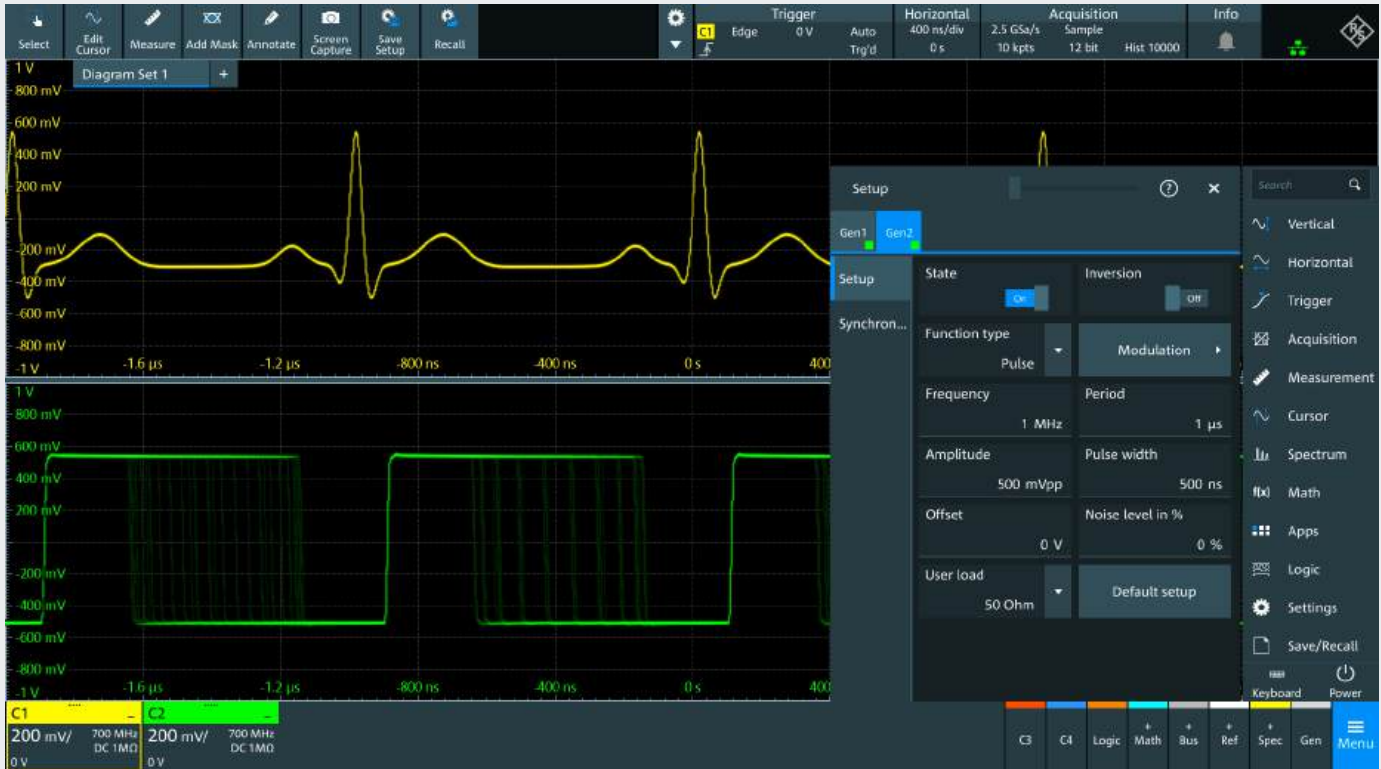 Select
Edit
Cursor
Measure
Add Mask
Annotate
Screen
Capture
Save
Setup
Recall
Trigger
C1 Edge 0 V Auto
Trg'd
Horizontal
400 ns/div
0 s
Acquisition
2.5 GSa/s Sample
10 kpts 12 bit Hist 10000
Info
R&S
Diagram Set 1 +
1 V
800 mV
600 mV
400 mV
200 mV
-200 mV
-400 mV
-600 mV
-800 mV
-1 V
-1.6 µs -1.2 µs -800 ns -400 ns 0 s 400
1 V
800 mV
600 mV
400 mV
200 mV
-200 mV
-400 mV
-600 mV
-800 mV
-1 V
-1.6 µs -1.2 µs -800 ns -400 ns 0 s 400
Setup ? ×
Gen1 Gen2
Setup
Synchron...
State
On
Inversion
Off
Function type
Pulse
Modulation
Frequency
1 MHz
Period
1 µs
Amplitude
500 mVpp
Pulse width
500 ns
Offset
0 V
Noise level in %
0 %
User load
50 Ohm
Default setup
Search
Vertical
Horizontal
Trigger
Acquisition
Measurement
Cursor
Spectrum
f(x) Math
Apps
Logic
Settings
Save/Recall
Keyboard
Power
C1
200 mV/ 700 MHz
DC 1MΩ
0 V
C2
200 mV/ 700 MHz
DC 1MΩ
0 V
C3
C4
Logic
+ Math
+ Bus
+ Ref
+ Spec
Gen
Menu